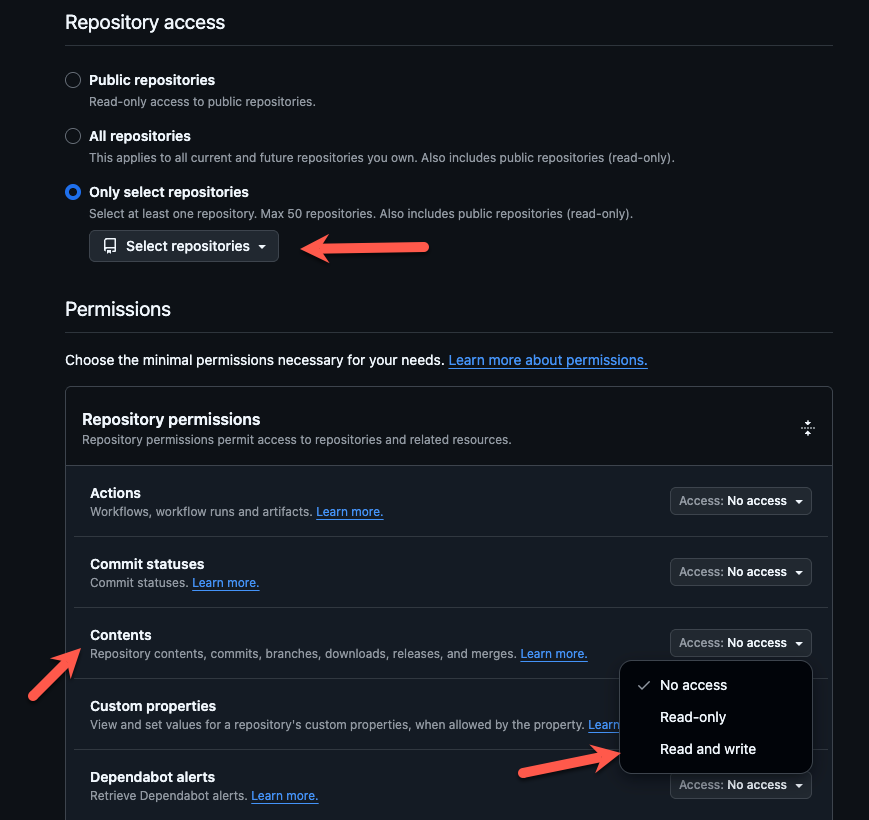 Repository access
Public repositories
Read-only access to public repositories.
All repositories
This applies to all current and future repositories you own. Also includes public repositories (read-only).
Only select repositories
Select at least one repository. Max 50 repositories. Also includes public repositories (read-only).
Select repositories
Permissions
Choose the minimal permissions necessary for your needs. Learn more about permissions.
Repository permissions
Repository permissions permit access to repositories and related resources.
Actions
Workflows, workflow runs and artifacts. Learn more.
Access: No access
Commit statuses
Commit statuses. Learn more.
Access: No access
Contents
Repository contents, commits, branches, downloads, releases, and merges. Learn more.
Access: No access
No access
Read-only
Read and write
Custom properties
View and set values for a repository's custom properties, when allowed by the property. Learn
Dependabot alerts
Retrieve Dependabot alerts. Learn more.
Access: No access